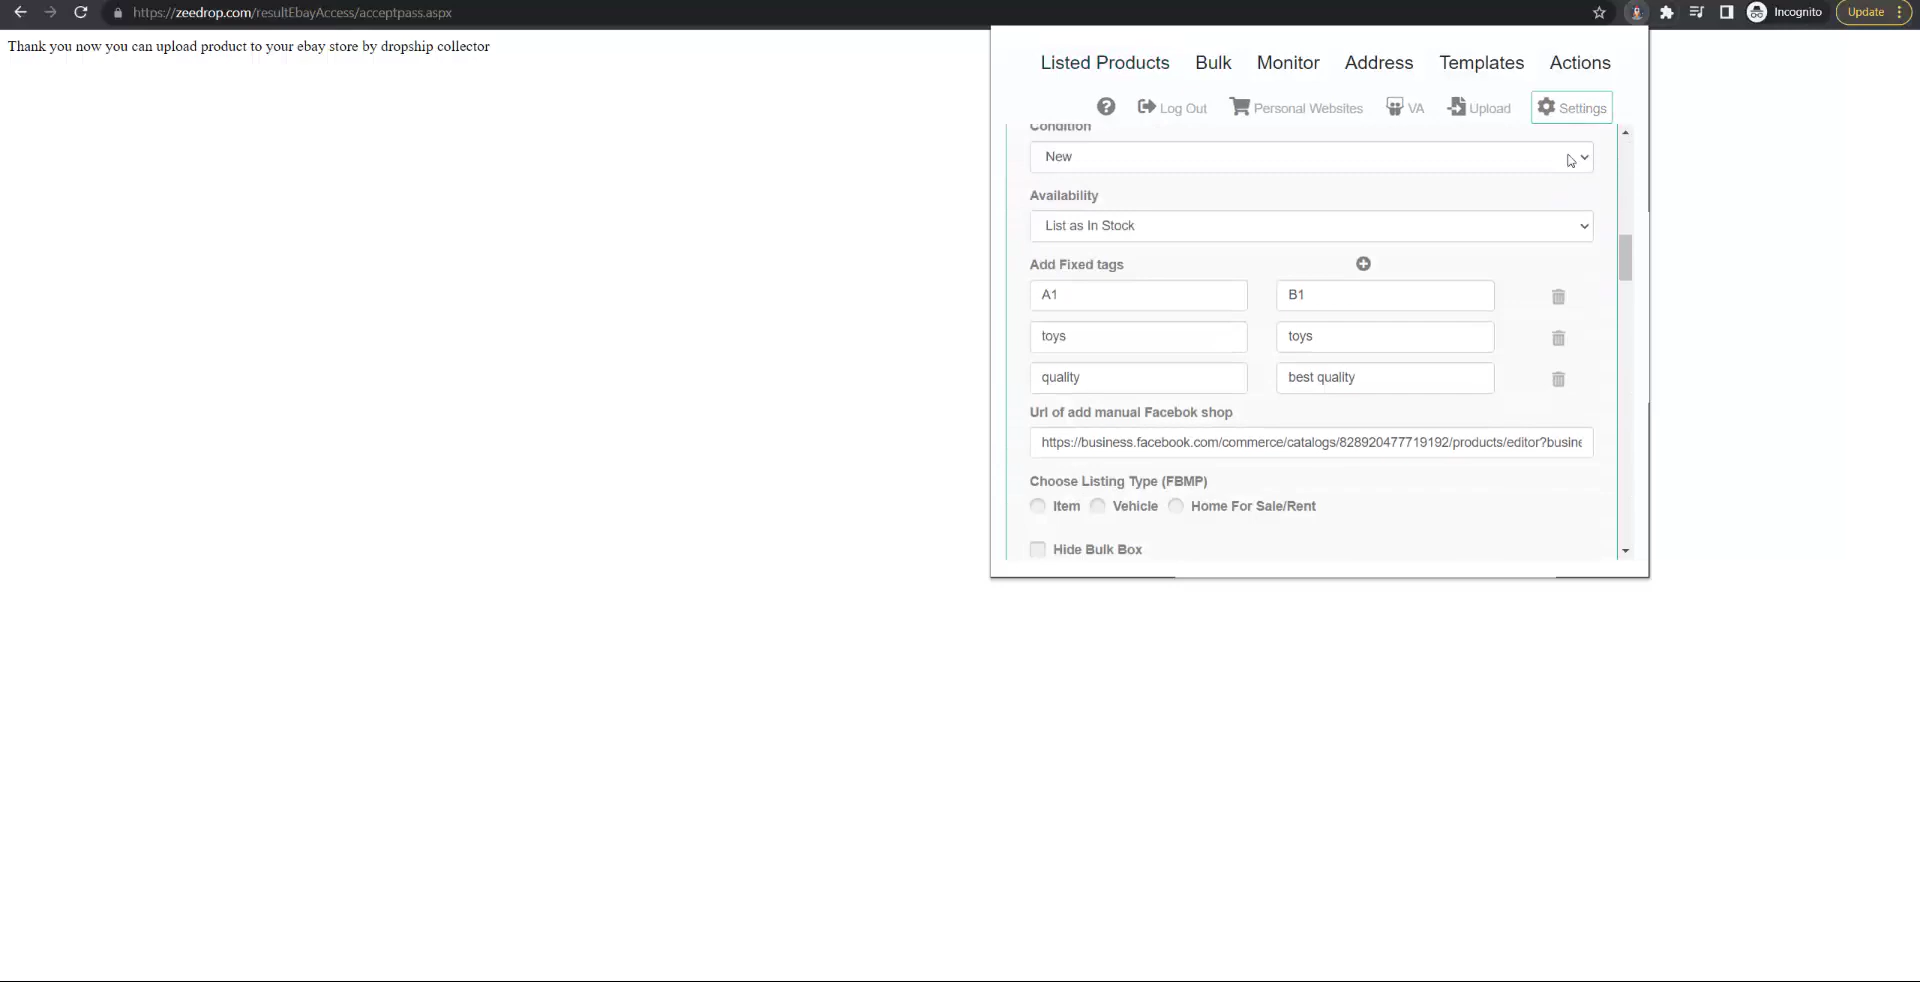 https://zeedrop.com/resultEbayAccess/acceptpass.aspx
Incognito
Update
Thank you now you can upload product to your ebay store by dropship collector
Listed Products Bulk Monitor Address Templates Actions
Log Out Personal Websites VA Upload Settings
Condition
New
Availability
List as In Stock
Add Fixed tags
A1 B1
toys toys
quality best quality
Url of add manual Facebok shop
https://business.facebook.com/commerce/catalogs/828920477719192/products/editor?busine
Choose Listing Type (FBMP)
Item Vehicle Home For Sale/Rent
Hide Bulk Box